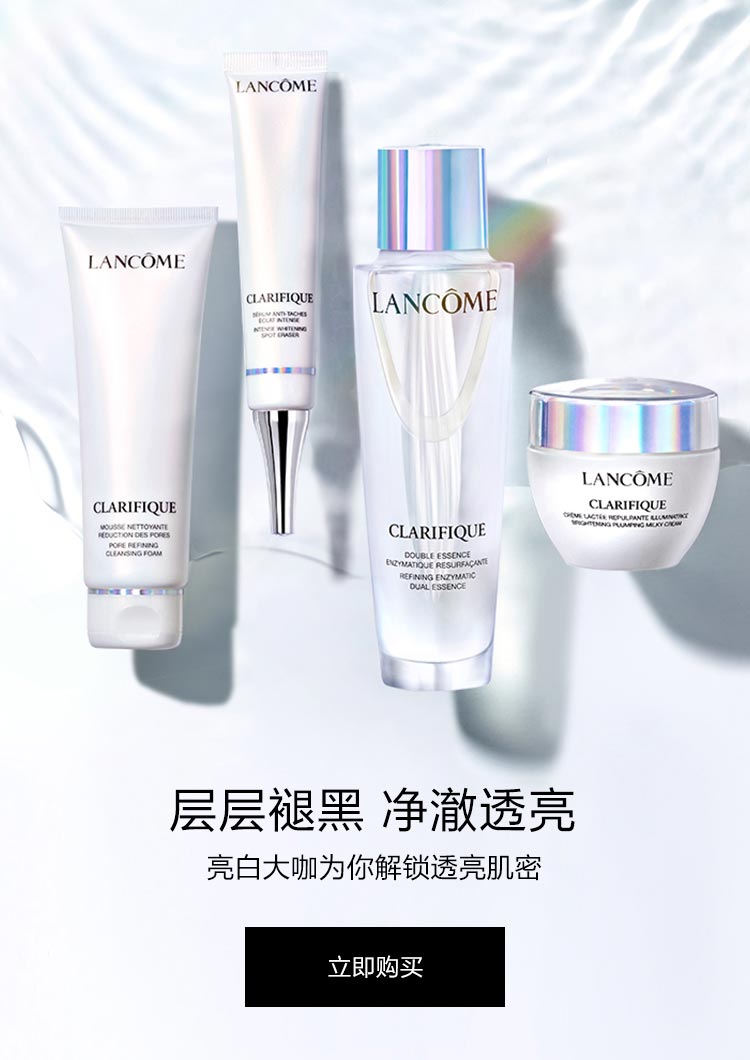 LANCÔME
CLARIFIQUE
MOUSSE NETTOYANTE
RÉDUCTION DES PORES
PORE REFINING
CLEANSING FOAM
LANCÔME
CLARIFIQUE
SÉRUM ANTI-TACHES
ÉCLAT INTENSE
INTENSE WHITENING
SPOT ERASER
LANCÔME
CLARIFIQUE
DOUBLE ESSENCE
ENZYMATIQUE RESURFAÇANTE
REFINING ENZYMATIC
DUAL ESSENCE
LANCÔME
CLARIFIQUE
CRÈME LACTÉE REPULPANTE ILLUMINATRICE
BRIGHTENING PLUMPING MILKY CREAM
层层褪黑 净澈透亮
亮白大咖为你解锁透亮肌密
立即购买